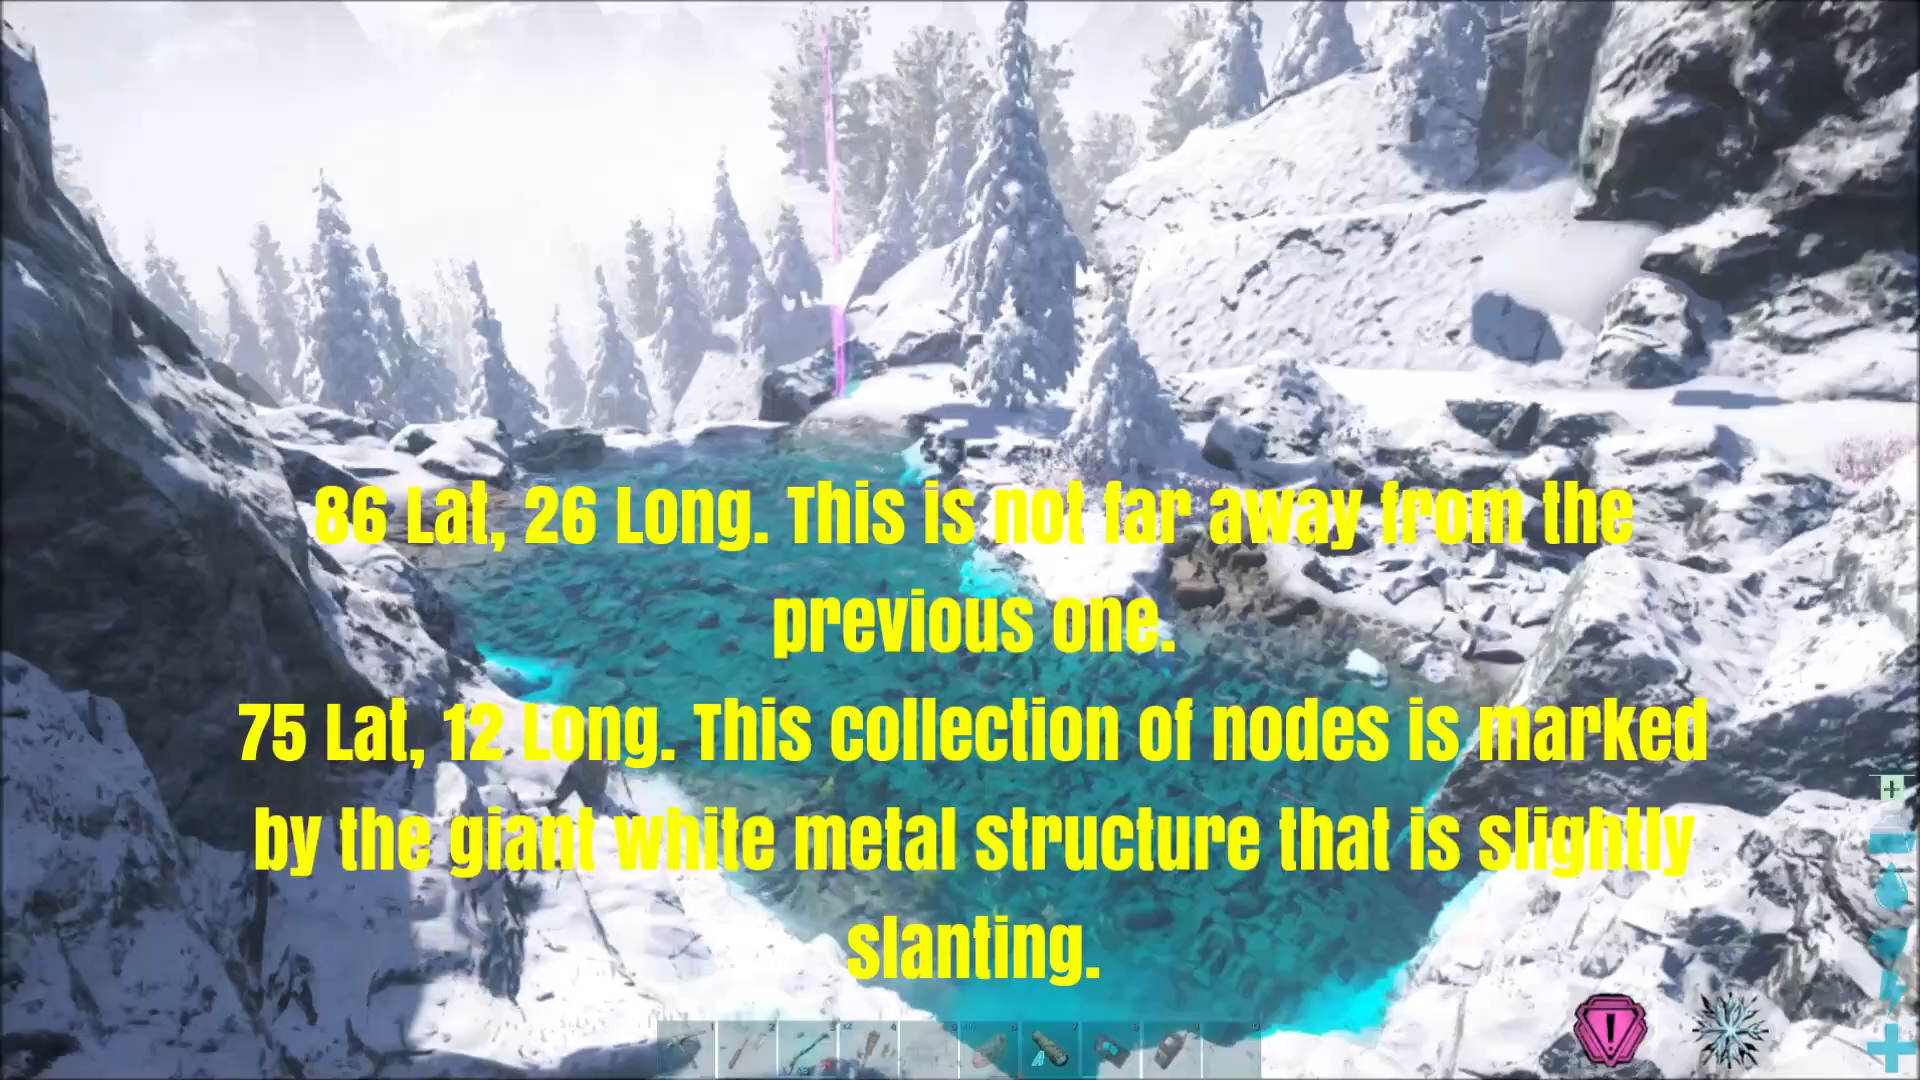 86 Lat, 26 Long. This is not far away from the
previous one.
75 Lat, 12 Long. This collection of nodes is marked
by the giant white metal structure that is slightly
slanting.